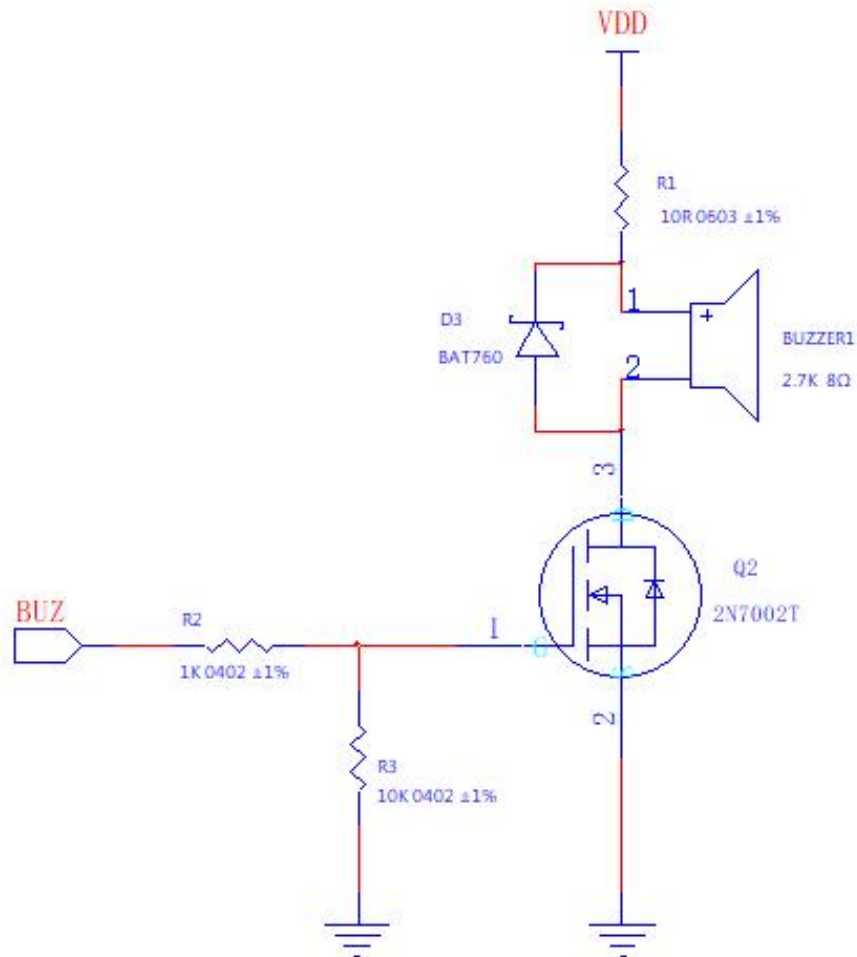 VDD
R1
10R 0603 ±1%
1
+
D3
BAT760
BUZZER1
2
2.7K 8Ω
3
D
Q2
2N7002T
BUZ
R2
1
G
1K 0402 ±1%
S
2
R3
10K 0402 ±1%